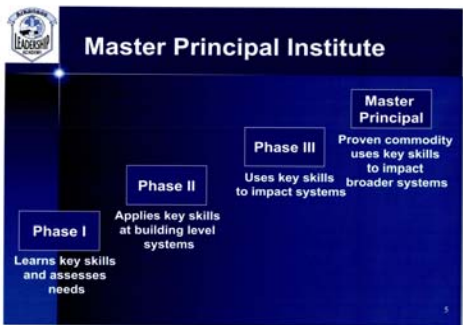 Arkansas
LEADERSHIP
ACADEMY
Master Principal Institute
Master
Principal
Proven commodity
uses key skills
to impact
broader systems
Phase III
Uses key skills
to impact systems
Phase II
Applies key skills
at building level
systems
Phase I
Learns key skills
and assesses
needs
5